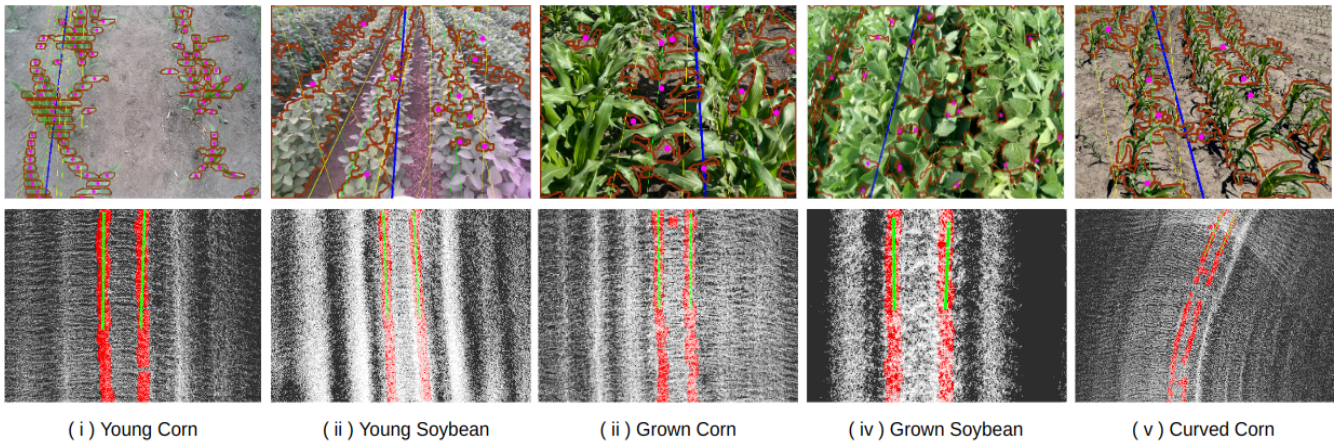 ( i ) Young Corn
( ii ) Young Soybean
( ii ) Grown Corn
( iv) Grown Soybean
( v ) Curved Corn